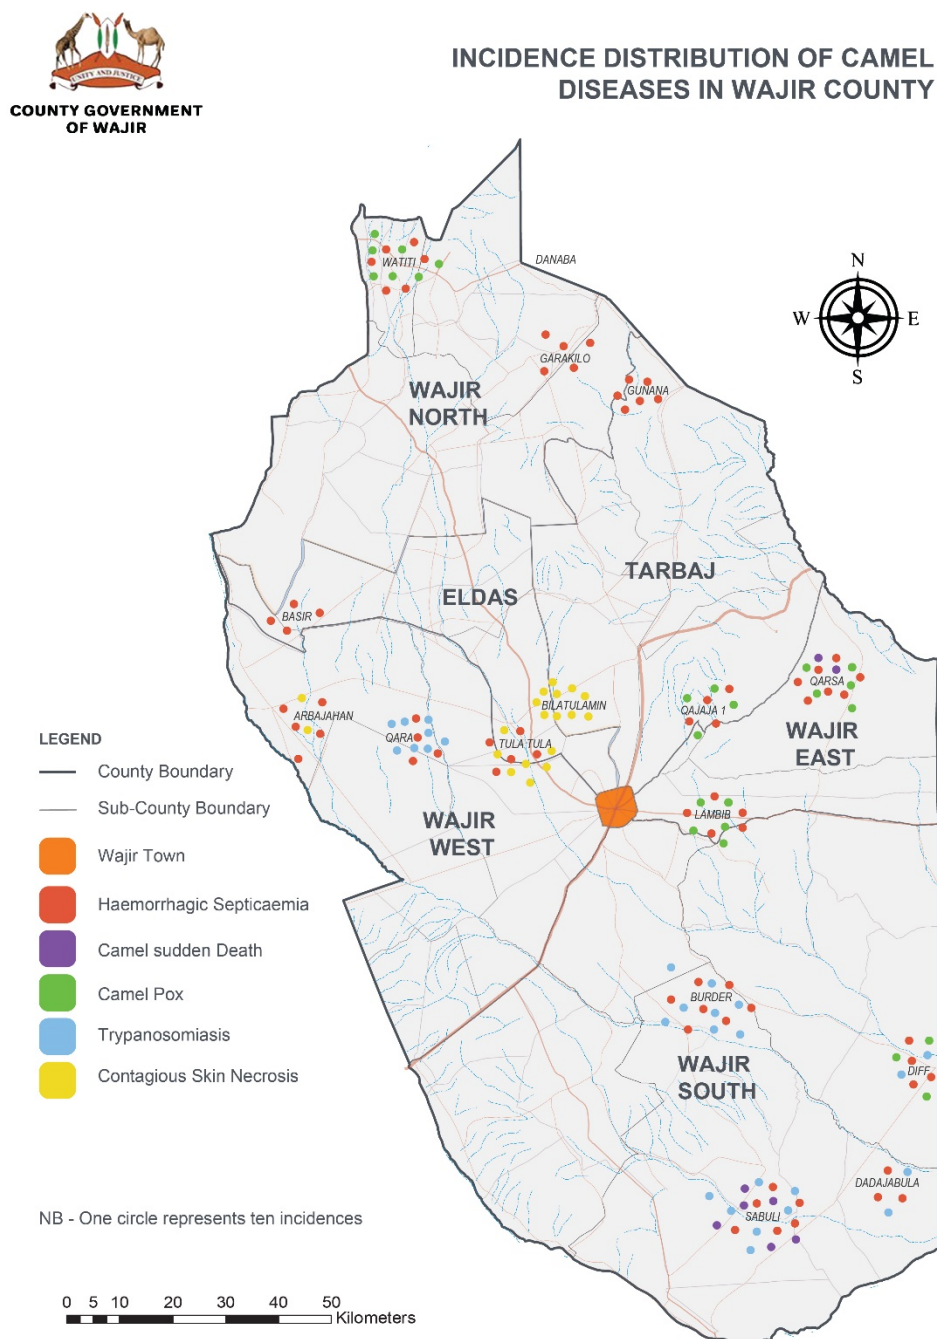 UNITY AND JUSTICE
COUNTY GOVERNMENT
OF WAJIR
INCIDENCE DISTRIBUTION OF CAMEL
DISEASES IN WAJIR COUNTY
WATITI
DANABA
N
W
E
S
GARAKILO
GUNANA
WAJIR
NORTH
TARBAJ
ELDAS
BASIR
QARSA
BILATULAMIN
QAJAJA 1
ARBAJAHAN
QARA
TULA TULA
WAJIR
EAST
LAMBIB
WAJIR
WEST
LEGEND
County Boundary
Sub-County Boundary
Wajir Town
Haemorrhagic Septicaemia
Camel sudden Death
Camel Pox
Trypanosomiasis
Contagious Skin Necrosis
BURDER
WAJIR
SOUTH
DIFF
DADAJABULA
SABULI
NB - One circle represents ten incidences
0 5 10 20 30 40 50
Kilometers